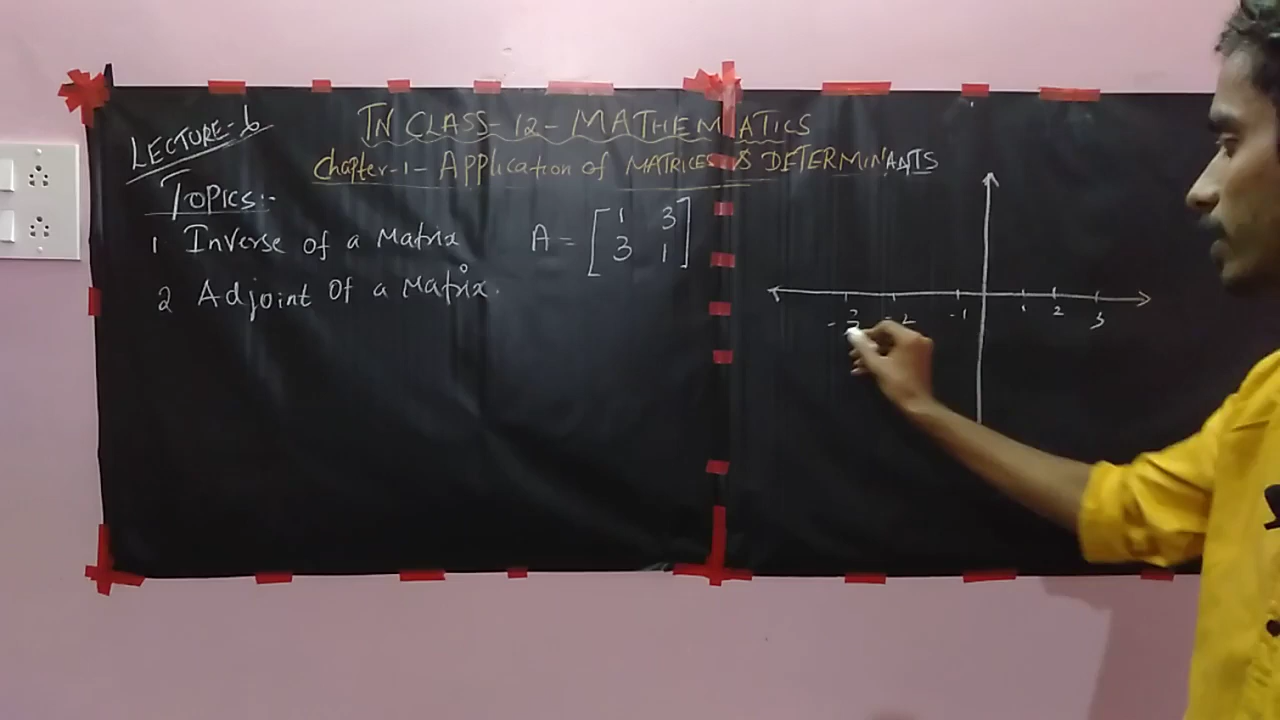 LECTURE-6
TN CLASS-12-MATHEMATICS
Chapter-1-Application of MATRICES & DETERMINANTS
Topics:-
1 Inverse of a Matrix
A = [1 3
3 1]
2 Adjoint of a Matrix.
-3 -2 -1 1 2 3